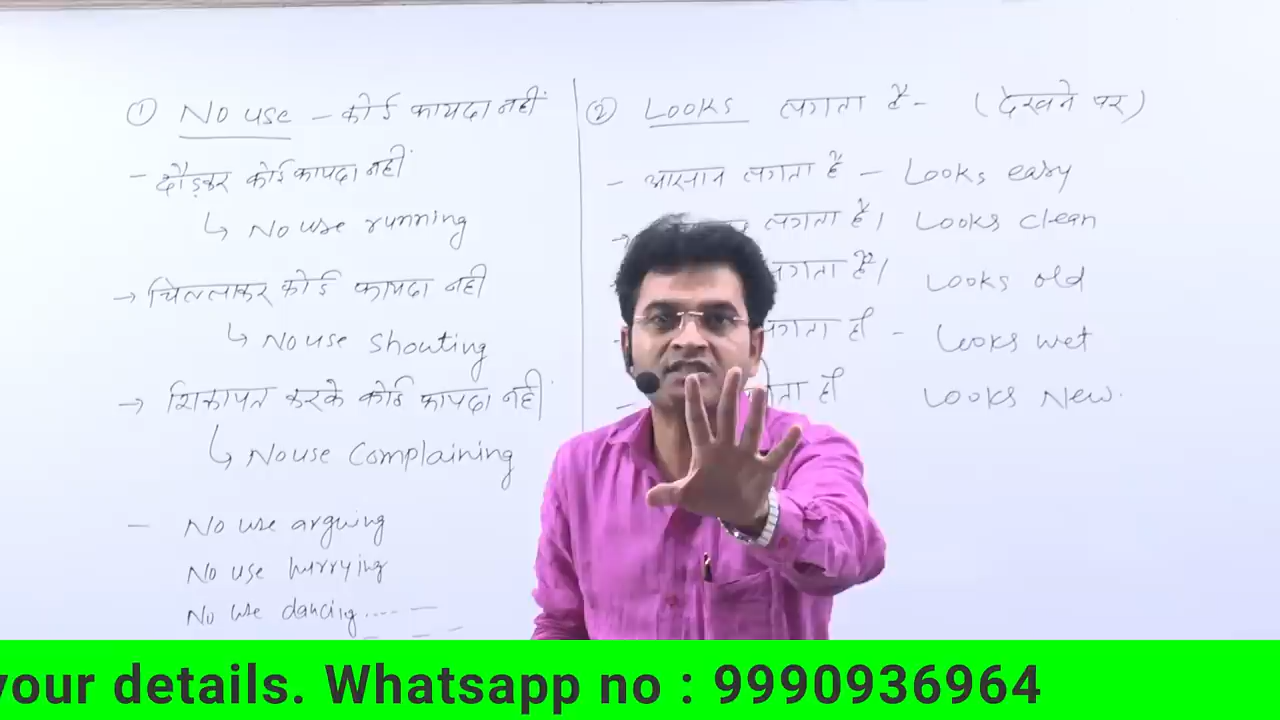 ① No use – कोई फायदा नहीं
– दौड़कर कोई फायदा नहीं
↳ No use running
→ चिल्लाकर कोई फायदा नही
↳ No use shouting
→ शिकायत करके कोई फायदा नहीं
↳ No use Complaining
– No use arguing
No use hurrying
No use dancing....
② Looks लगता है – (देखने पर)
– आसान लगता है – Looks easy
लगता है। Looks clean
लगता है। Looks old
लगता है – Looks wet
है Looks New.
your details. Whatsapp no : 9990936964